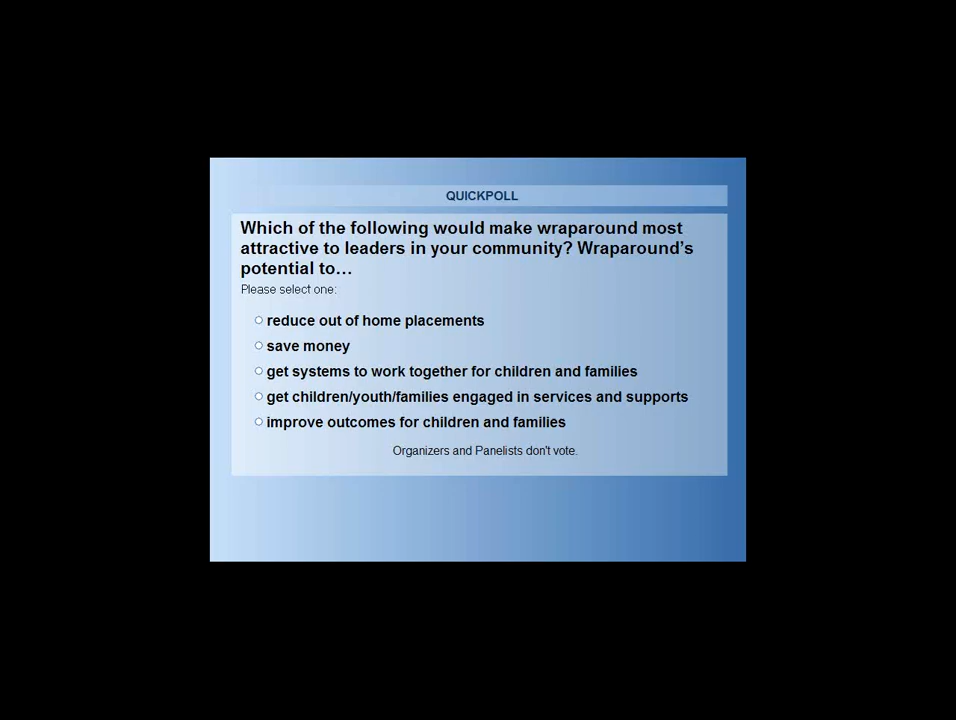 QUICKPOLL
Which of the following would make wraparound most
attractive to leaders in your community? Wraparound's
potential to…
Please select one:
reduce out of home placements
save money
get systems to work together for children and families
get children/youth/families engaged in services and supports
improve outcomes for children and families
Organizers and Panelists don't vote.